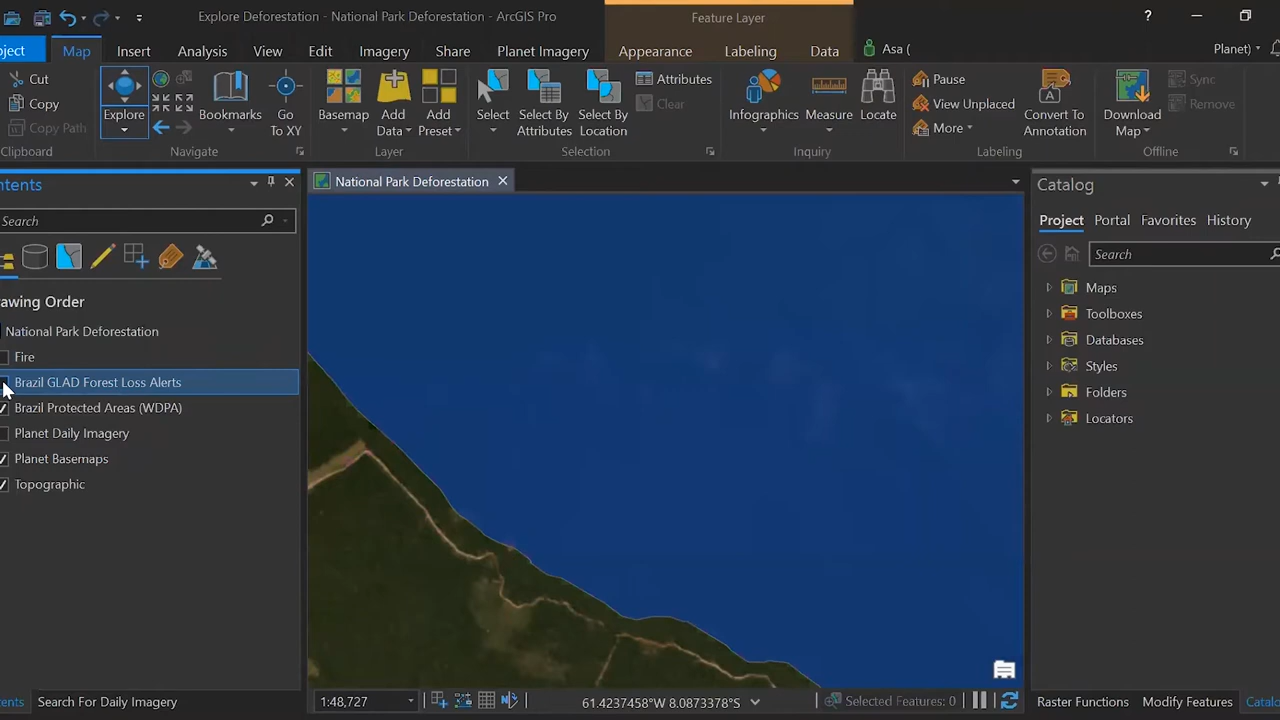 Explore Deforestation - National Park Deforestation - ArcGIS Pro
Feature Layer
?
oject
Map
Insert
Analysis
View
Edit
Imagery
Share
Planet Imagery
Appearance
Labeling
Data
Asa (
Planet)
Cut
Copy
Copy Path
Clipboard
Explore
Bookmarks
Go To XY
Navigate
Basemap
Add Data
Add Preset
Layer
Select
Select By Attributes
Select By Location
Attributes
Clear
Selection
Infographics
Measure
Locate
Inquiry
Pause
View Unplaced
More
Convert To Annotation
Labeling
Download Map
Sync
Remove
Offline
ntents
Search
awing Order
National Park Deforestation
Fire
Brazil GLAD Forest Loss Alerts
Brazil Protected Areas (WDPA)
Planet Daily Imagery
Planet Basemaps
Topographic
National Park Deforestation
Catalog
Project
Portal
Favorites
History
Search
Maps
Toolboxes
Databases
Styles
Folders
Locators
ntents
Search For Daily Imagery
1:48,727
61.4237458°W 8.0873378°S
Selected Features: 0
Raster Functions
Modify Features
Catalo